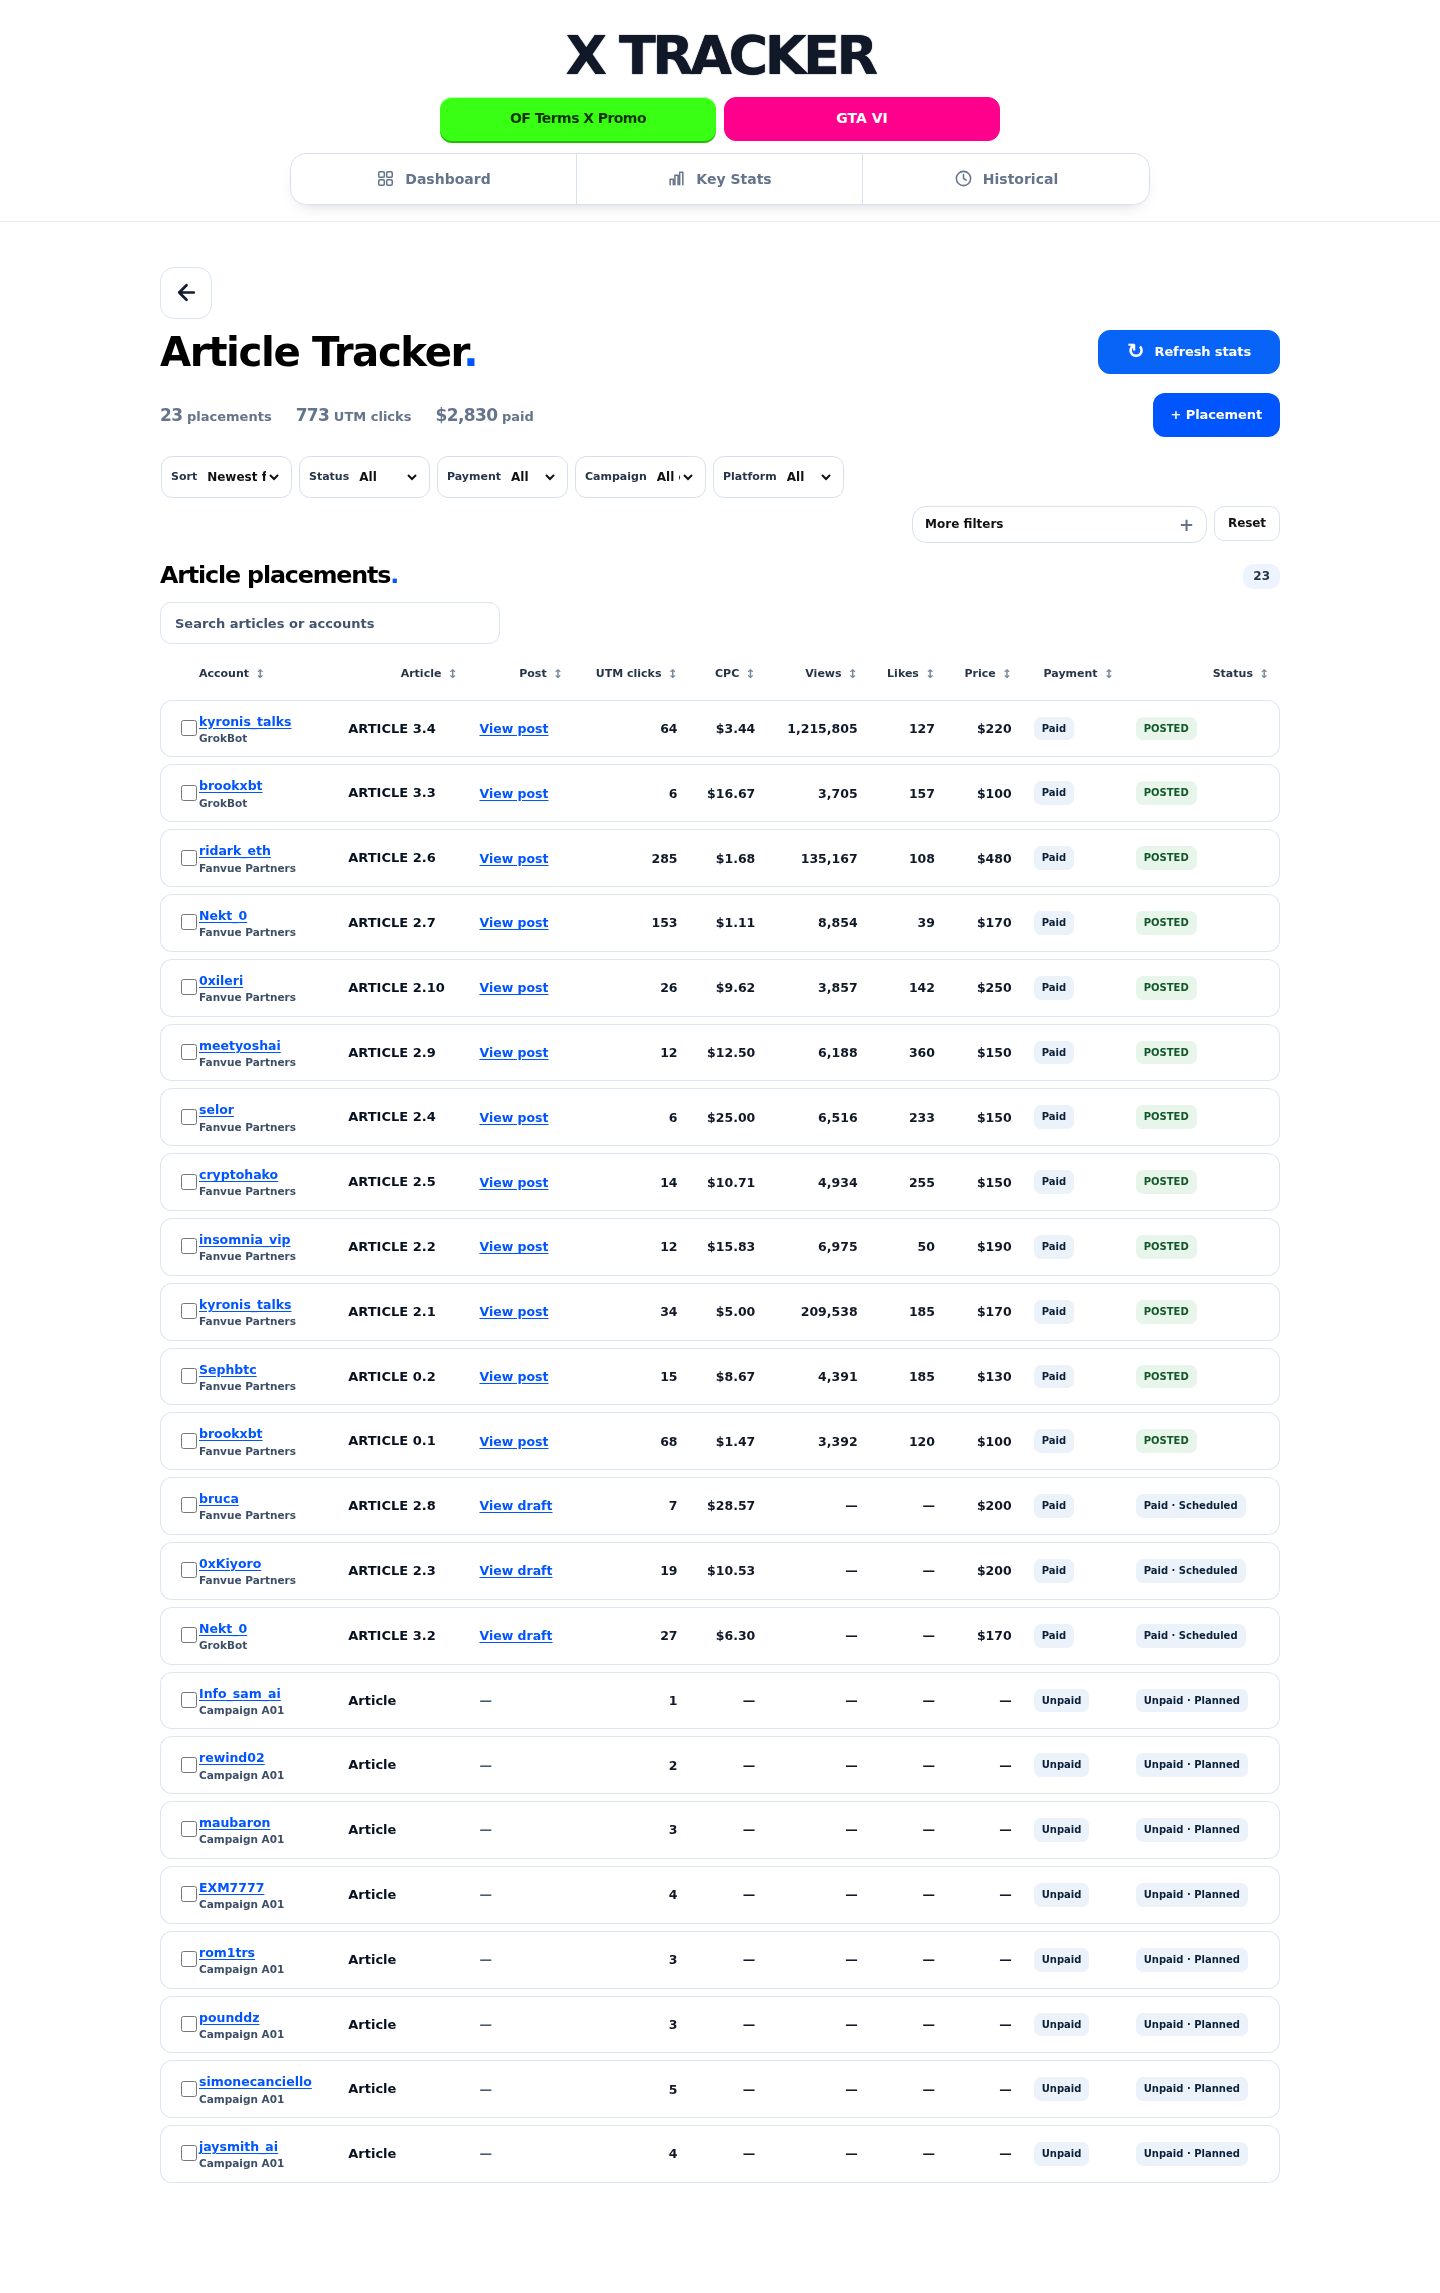 X TRACKER
OF Terms X Promo
GTA VI
Dashboard
Key Stats
Historical
Article Tracker.
↻ Refresh stats
23 placements 773 UTM clicks $2,830 paid
+ Placement
Sort Newest f
Status All
Payment All
Campaign All
Platform All
More filters +
Reset
Article placements.
23
Search articles or accounts
Account ↕ Article ↕ Post ↕ UTM clicks ↕ CPC ↕ Views ↕ Likes ↕ Price ↕ Payment ↕ Status ↕
kyronis_talks
GrokBot
ARTICLE 3.4 View post 64 $3.44 1,215,805 127 $220 Paid POSTED
brookxbt
GrokBot
ARTICLE 3.3 View post 6 $16.67 3,705 157 $100 Paid POSTED
ridark_eth
Fanvue Partners
ARTICLE 2.6 View post 285 $1.68 135,167 108 $480 Paid POSTED
Nekt_0
Fanvue Partners
ARTICLE 2.7 View post 153 $1.11 8,854 39 $170 Paid POSTED
0xileri
Fanvue Partners
ARTICLE 2.10 View post 26 $9.62 3,857 142 $250 Paid POSTED
meetyoshai
Fanvue Partners
ARTICLE 2.9 View post 12 $12.50 6,188 360 $150 Paid POSTED
selor
Fanvue Partners
ARTICLE 2.4 View post 6 $25.00 6,516 233 $150 Paid POSTED
cryptohako
Fanvue Partners
ARTICLE 2.5 View post 14 $10.71 4,934 255 $150 Paid POSTED
insomnia_vip
Fanvue Partners
ARTICLE 2.2 View post 12 $15.83 6,975 50 $190 Paid POSTED
kyronis_talks
Fanvue Partners
ARTICLE 2.1 View post 34 $5.00 209,538 185 $170 Paid POSTED
Sephbtc
Fanvue Partners
ARTICLE 0.2 View post 15 $8.67 4,391 185 $130 Paid POSTED
brookxbt
Fanvue Partners
ARTICLE 0.1 View post 68 $1.47 3,392 120 $100 Paid POSTED
bruca
Fanvue Partners
ARTICLE 2.8 View draft 7 $28.57 — — $200 Paid Paid · Scheduled
0xKiyoro
Fanvue Partners
ARTICLE 2.3 View draft 19 $10.53 — — $200 Paid Paid · Scheduled
Nekt_0
GrokBot
ARTICLE 3.2 View draft 27 $6.30 — — $170 Paid Paid · Scheduled
Info_sam_ai
Campaign A01
Article — 1 — — — — Unpaid Unpaid · Planned
rewind02
Campaign A01
Article — 2 — — — — Unpaid Unpaid · Planned
maubaron
Campaign A01
Article — 3 — — — — Unpaid Unpaid · Planned
EXM7777
Campaign A01
Article — 4 — — — — Unpaid Unpaid · Planned
rom1trs
Campaign A01
Article — 3 — — — — Unpaid Unpaid · Planned
pounddz
Campaign A01
Article — 3 — — — — Unpaid Unpaid · Planned
simonecanciello
Campaign A01
Article — 5 — — — — Unpaid Unpaid · Planned
jaysmith_ai
Campaign A01
Article — 4 — — — — Unpaid Unpaid · Planned